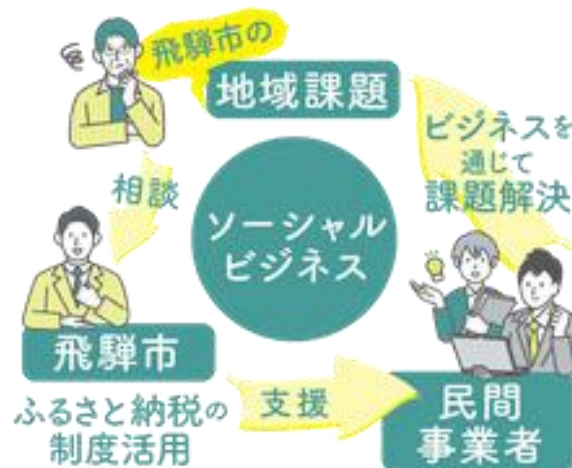 飛騨市の
地域課題
ビジネスを
通じて
課題解決
相談
ソーシャル
ビジネス
飛騨市
ふるさと納税の
制度活用
支援
民間
事業者